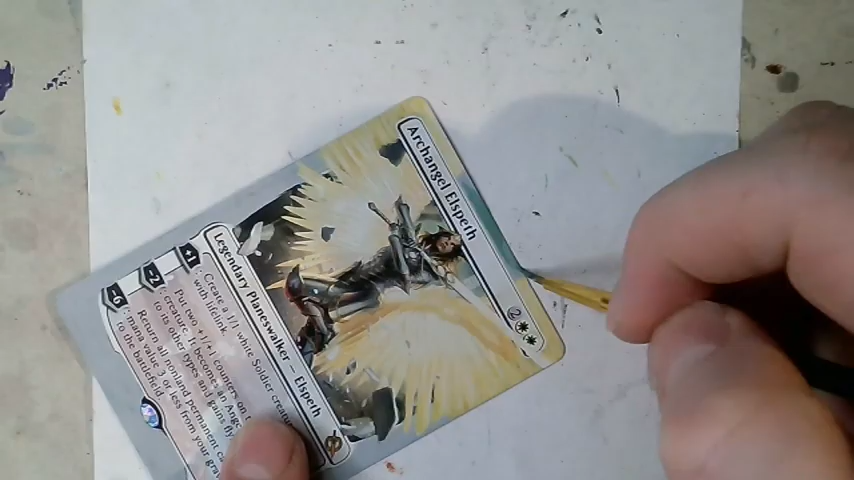 Archangel Elspeth
2
Legendary Planeswalker – Elspeth
+1
Create a 1/1 white Soldier creature
with lifelink
-2
Put two +1/+1 counters on
creature. It becomes an Angel
to its other types and gains fly
-6
Return all nonland permanent ca
mana value 3 or less from your gra
to the battlefield.